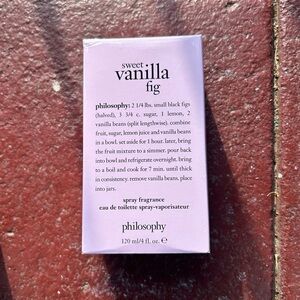 sweet
vanilla
fig
philosophy: 2 1/4 lbs. small black figs
(halved), 3 3/4 c. sugar, 1 lemon, 2
vanilla beans (split lengthwise). combine
fruit, sugar, lemon juice and vanilla beans
in a bowl. set aside for 1 hour. later, bring
the fruit mixture to a simmer. pour back
into bowl and refrigerate overnight. bring
to a boil and cook for 7 min. until thick
in consistency. remove vanilla beans, place
into jars.
spray fragrance
eau de toilette spray-vaporisateur
philosophy
120 ml/4 fl. oz. ℮